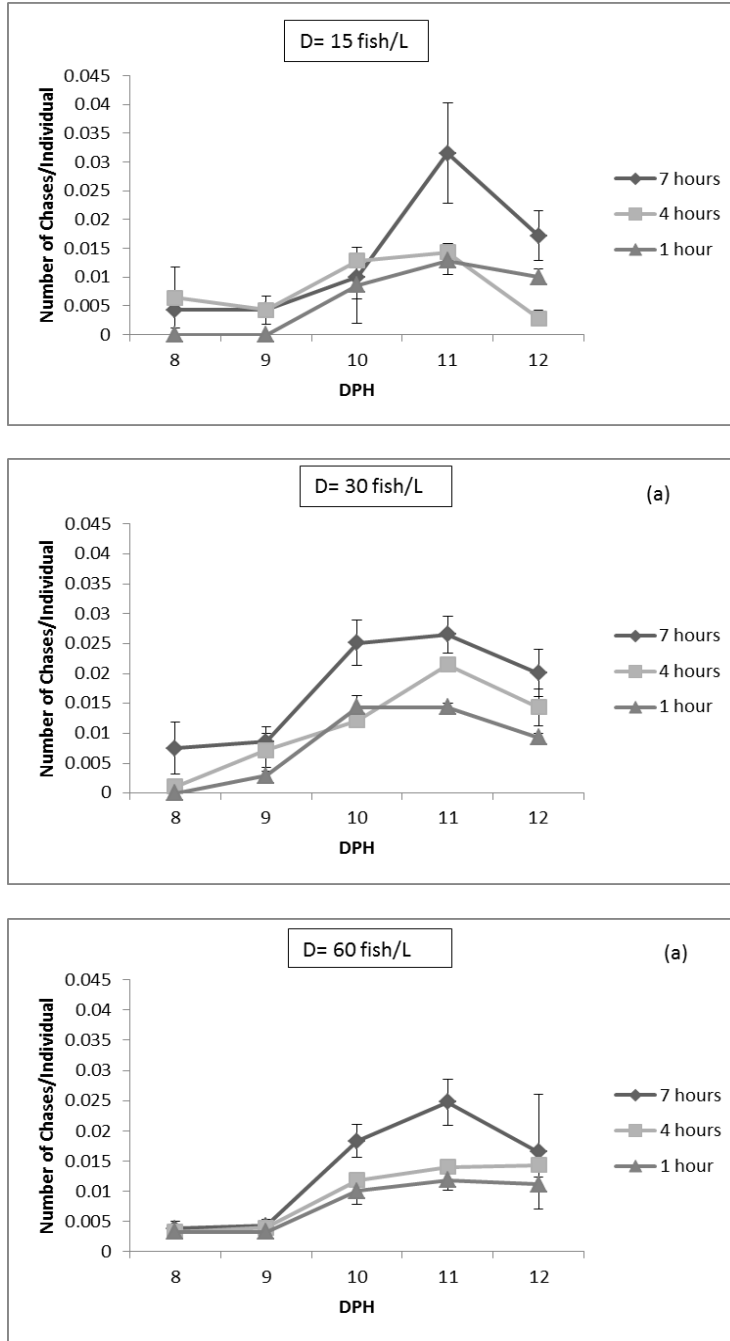 D= 15 fish/L
Number of Chases/Individual
0.045
0.04
0.035
0.03
0.025
0.02
0.015
0.01
0.005
0
8 9 10 11 12
DPH
7 hours
4 hours
1 hour
D= 30 fish/L
(a)
Number of Chases/Individual
0.045
0.04
0.035
0.03
0.025
0.02
0.015
0.01
0.005
0
8 9 10 11 12
DPH
7 hours
4 hours
1 hour
D= 60 fish/L
(a)
Number of Chases/Individual
0.045
0.04
0.035
0.03
0.025
0.02
0.015
0.01
0.005
0
8 9 10 11 12
DPH
7 hours
4 hours
1 hour